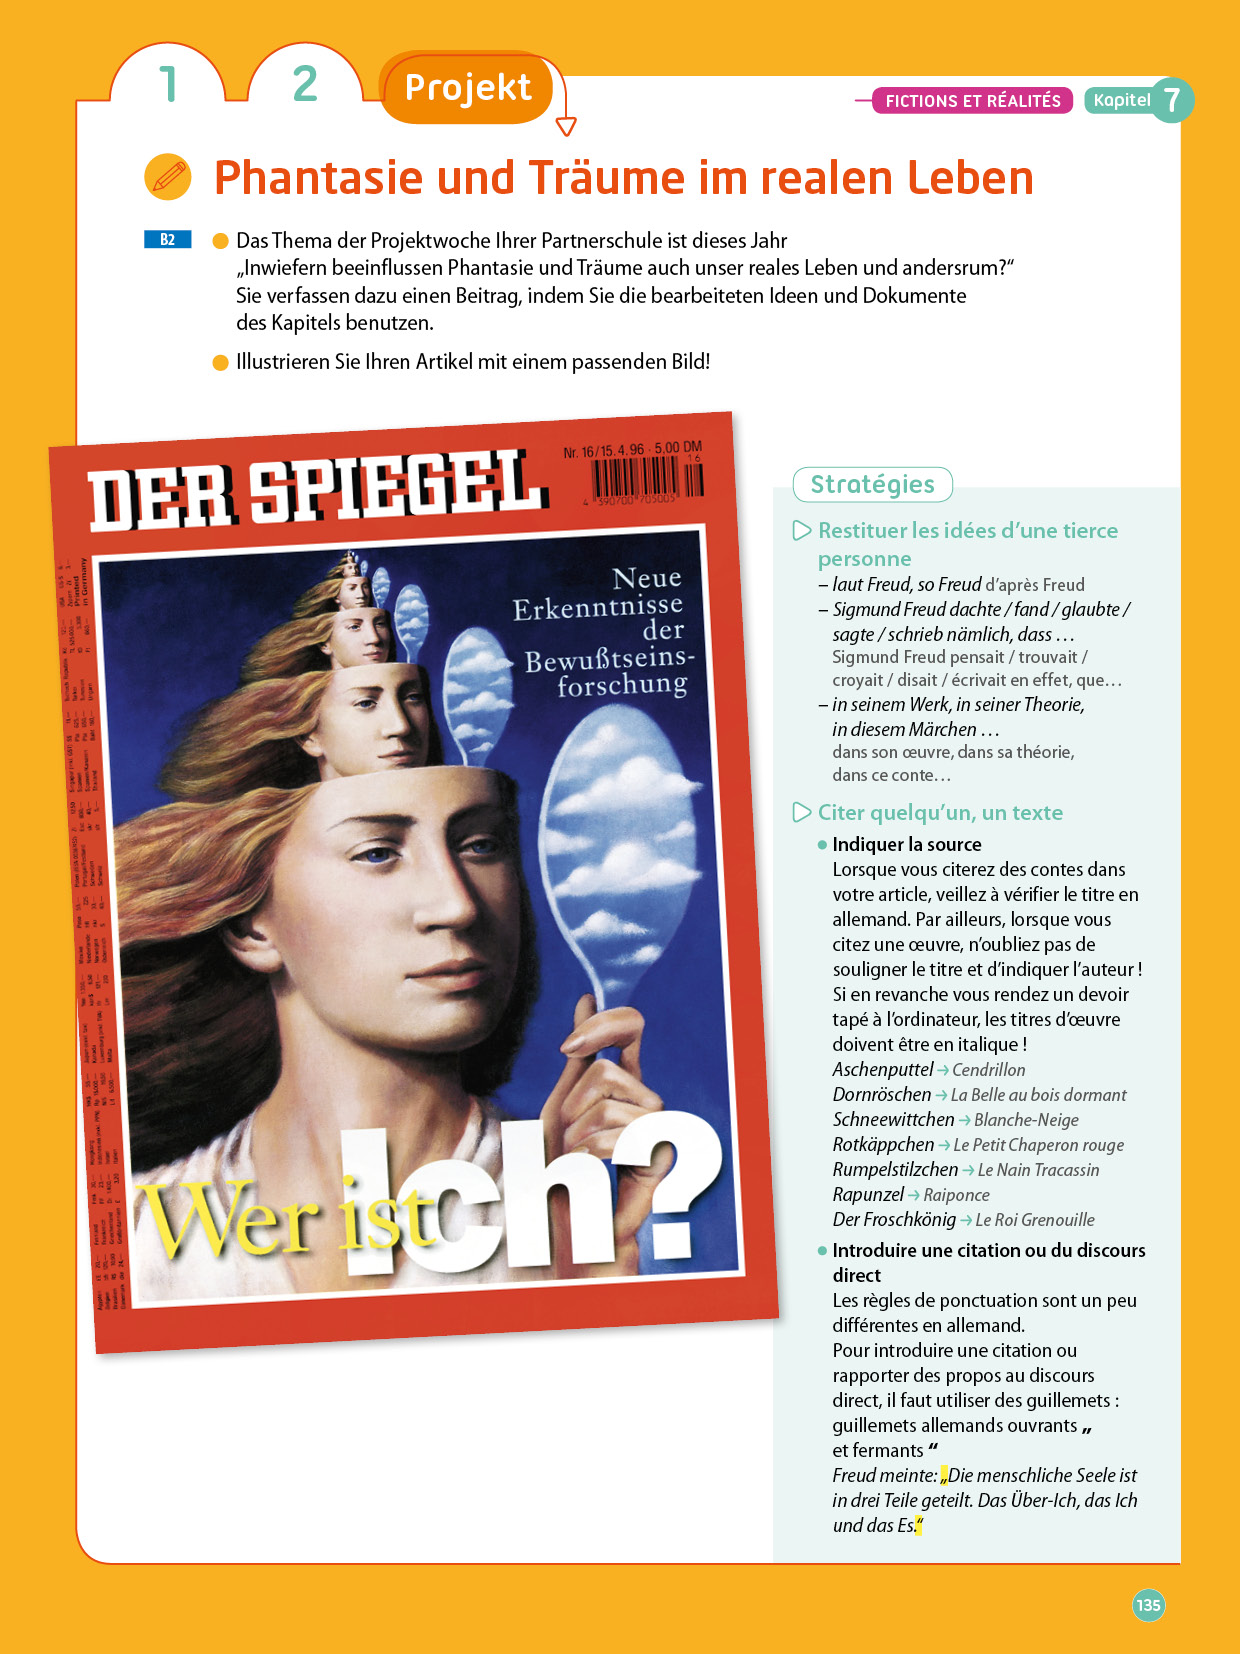 1
2
Projekt
FICTIONS ET RÉALITÉS
Kapitel 7
Phantasie und Träume im realen Leben
B2
Das Thema der Projektwoche Ihrer Partnerschule ist dieses Jahr
„Inwiefern beeinflussen Phantasie und Träume auch unser reales Leben und andersrum?“
Sie verfassen dazu einen Beitrag, indem Sie die bearbeiteten Ideen und Dokumente
des Kapitels benutzen.
Illustrieren Sie Ihren Artikel mit einem passenden Bild!
DER SPIEGEL
Nr. 16/15.4.96 · 5,00 DM
16
4 390700 705005
Printed
in Germany
Neue
Erkenntnisse
der
Bewußtseins-
forschung
Wer ist
Ich?
Stratégies
Restituer les idées d’une tierce
personne
– laut Freud, so Freud d’après Freud
– Sigmund Freud dachte / fand / glaubte /
sagte / schrieb nämlich, dass …
Sigmund Freud pensait / trouvait /
croyait / disait / écrivait en effet, que…
– in seinem Werk, in seiner Theorie,
in diesem Märchen …
dans son œuvre, dans sa théorie,
dans ce conte…
Citer quelqu’un, un texte
• Indiquer la source
Lorsque vous citerez des contes dans
votre article, veillez à vérifier le titre en
allemand. Par ailleurs, lorsque vous
citez une œuvre, n’oubliez pas de
souligner le titre et d’indiquer l’auteur !
Si en revanche vous rendez un devoir
tapé à l’ordinateur, les titres d’œuvre
doivent être en italique !
Aschenputtel → Cendrillon
Dornröschen → La Belle au bois dormant
Schneewittchen → Blanche-Neige
Rotkäppchen → Le Petit Chaperon rouge
Rumpelstilzchen → Le Nain Tracassin
Rapunzel → Raiponce
Der Froschkönig → Le Roi Grenouille
• Introduire une citation ou du discours
direct
Les règles de ponctuation sont un peu
différentes en allemand.
Pour introduire une citation ou
rapporter des propos au discours
direct, il faut utiliser des guillemets :
guillemets allemands ouvrants „
et fermants “
Freud meinte: „Die menschliche Seele ist
in drei Teile geteilt. Das Über-Ich, das Ich
und das Es.“
135